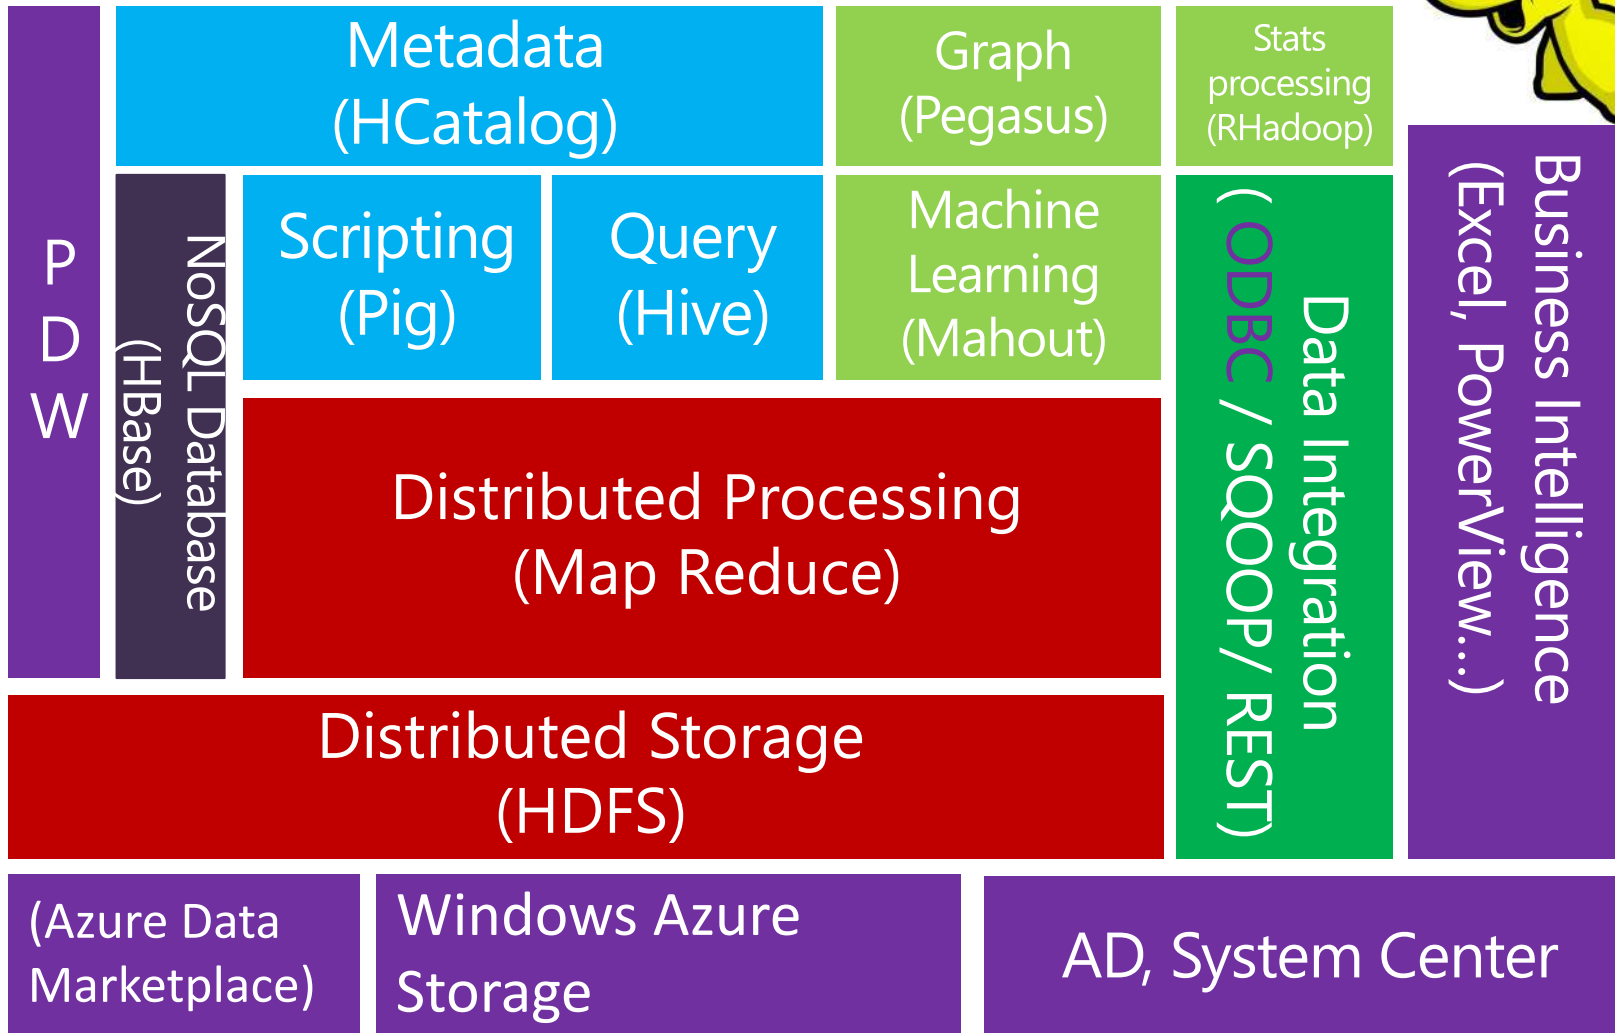 P
D
W
Metadata
(HCatalog)
Graph
(Pegasus)
Stats
processing
(RHadoop)
NoSQL Database
(HBase)
Scripting
(Pig)
Query
(Hive)
Machine
Learning
(Mahout)
Data Integration
( ODBC / SQOOP/ REST)
Business Intelligence
(Excel, PowerView...)
Distributed Processing
(Map Reduce)
Distributed Storage
(HDFS)
(Azure Data
Marketplace)
Windows Azure
Storage
AD, System Center